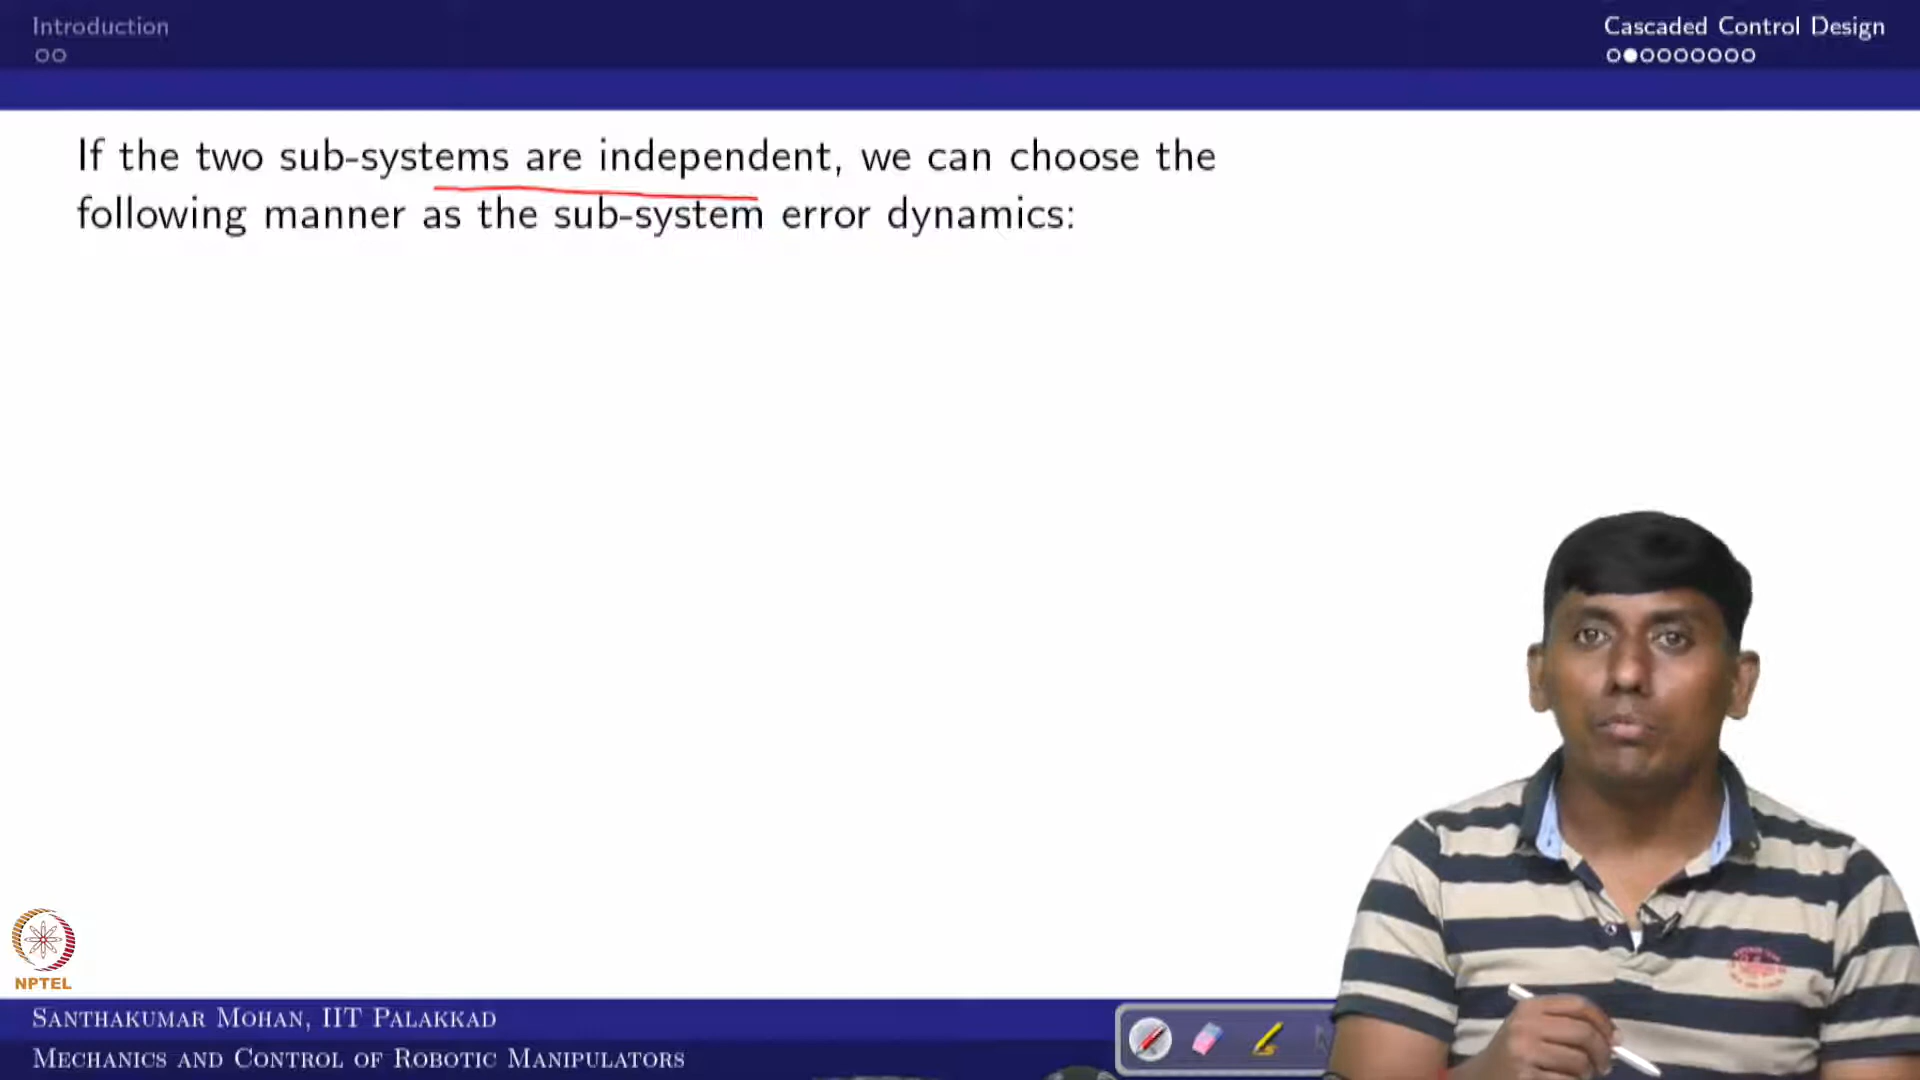 Introduction
Cascaded Control Design
If the two sub-systems are independent, we can choose the
following manner as the sub-system error dynamics:
NPTEL
Santhakumar Mohan, IIT Palakkad
Mechanics and Control of Robotic Manipulators